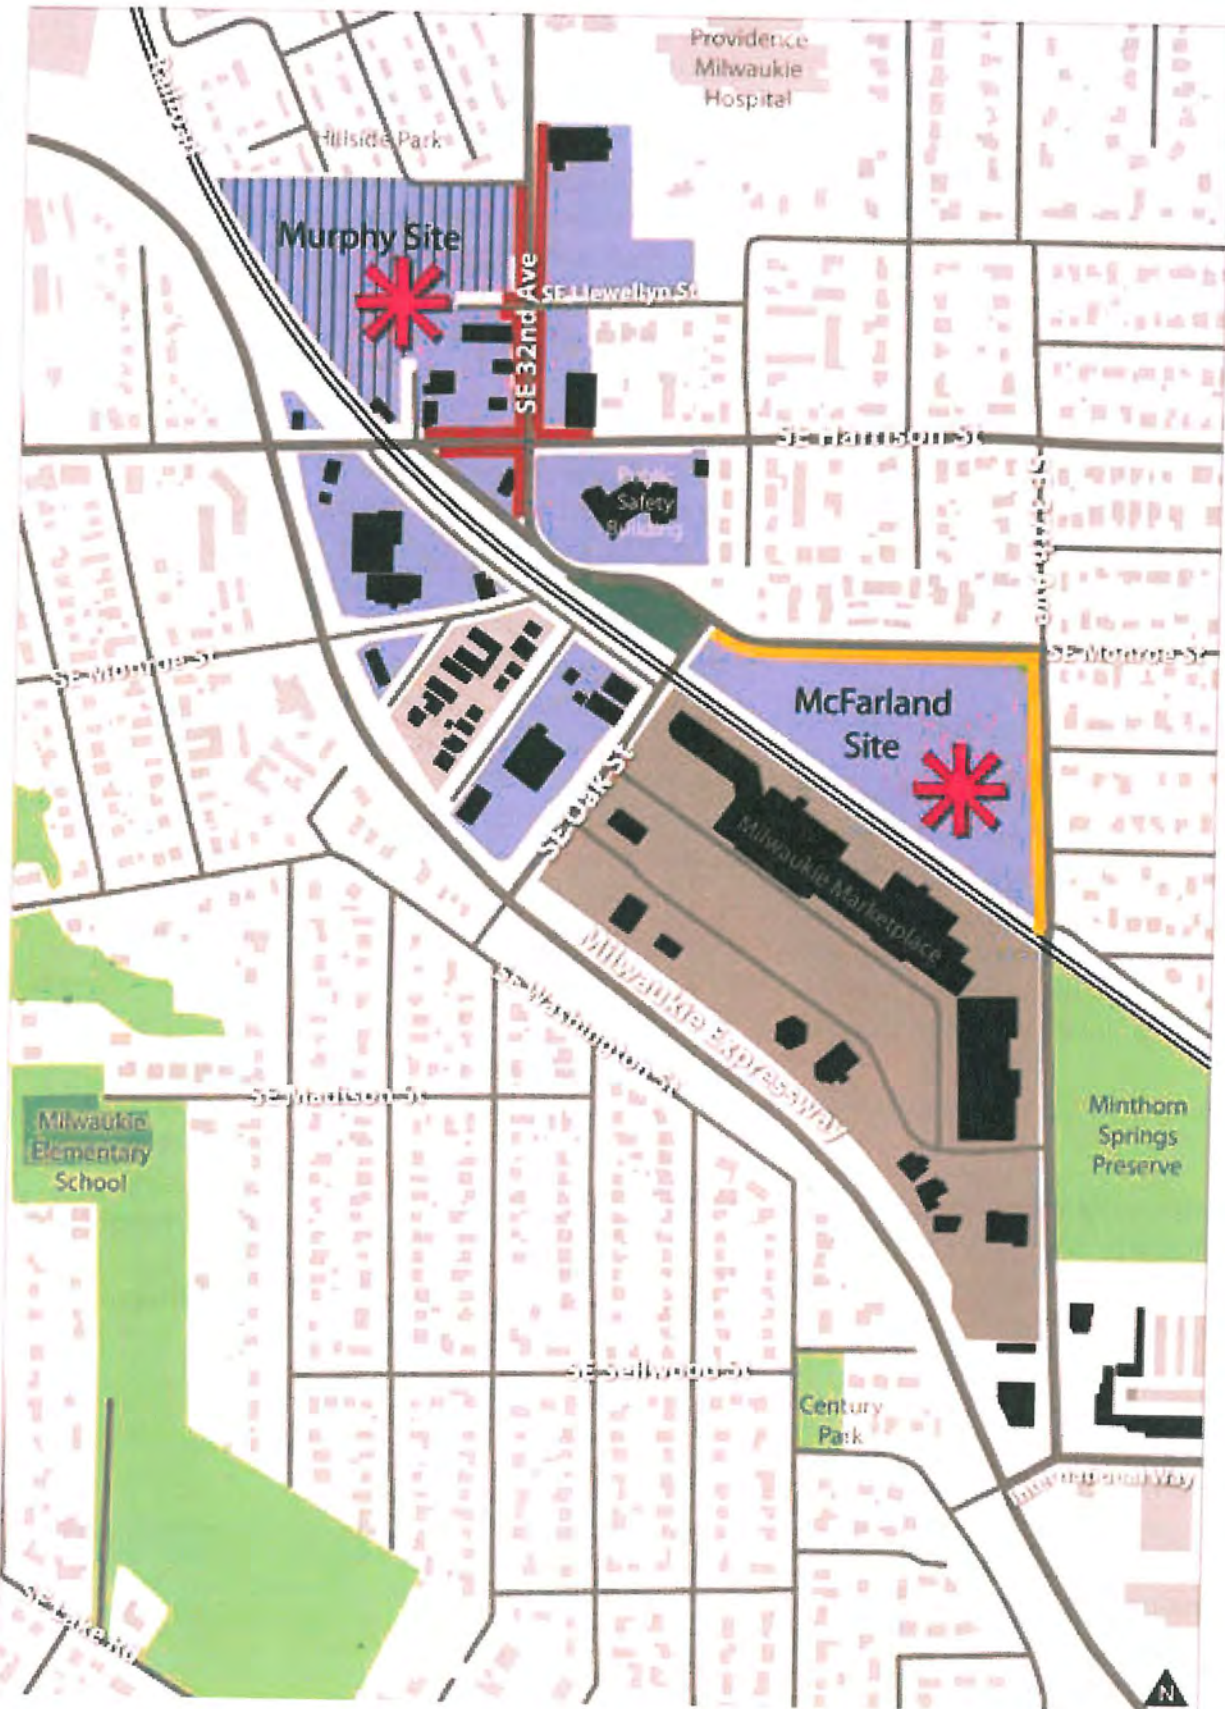 Providence
Milwaukie
Hospital
Railroad
Hillside Park
Murphy Site
SE Llewellyn St
SE 32nd Ave
SE Harrison St
Public
Safety
Building
SE Monroe St
SE Monroe St
McFarland
Site
SE Oak St
Milwaukie Marketplace
Milwaukie Expressway
SE Washington St
SE Madison St
Milwaukie
Elementary
School
Minthorn
Springs
Preserve
SE Sellwood St
Century
Park
International Way
SE Lake Rd
N